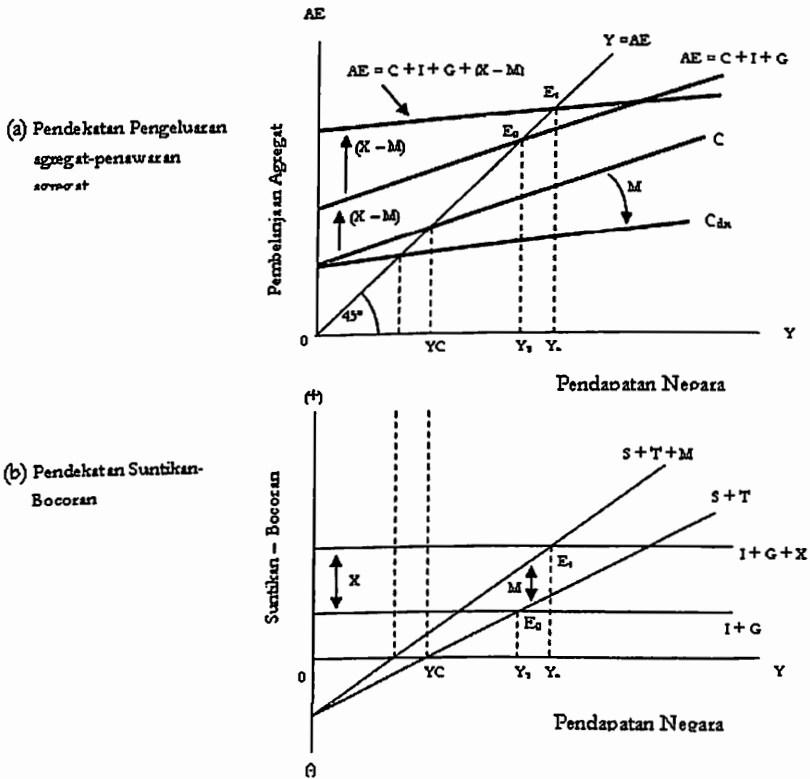 AE
Y = AE
AE = C + I + G
AE = C + I + G + (X – M)
E₁
(a) Pendekatan Pengeluaran
agregat-penawaran
E₀
(X – M)
C
Pembelanjaan Agregat
M
(X – M)
Cdn
45°
0
YC
Y
Pendapatan Negara
(+)
(b) Pendekatan Suntikan-
Bocoran
S + T + M
S + T
Suntikan – Bocoran
X
E₁
I + G + X
M
E₀
I + G
0
YC
Y
Pendapatan Negara
(-)